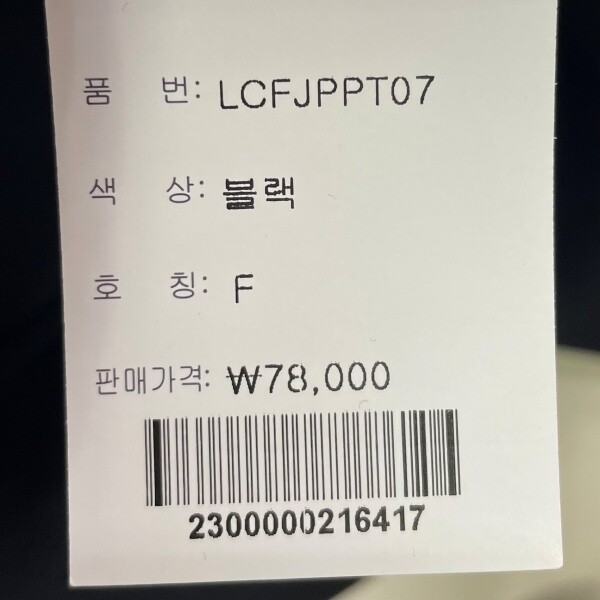 품 번: LCFJPPT07
색 상: 블랙
호 칭: F
판매가격: ₩78,000
2300000216417